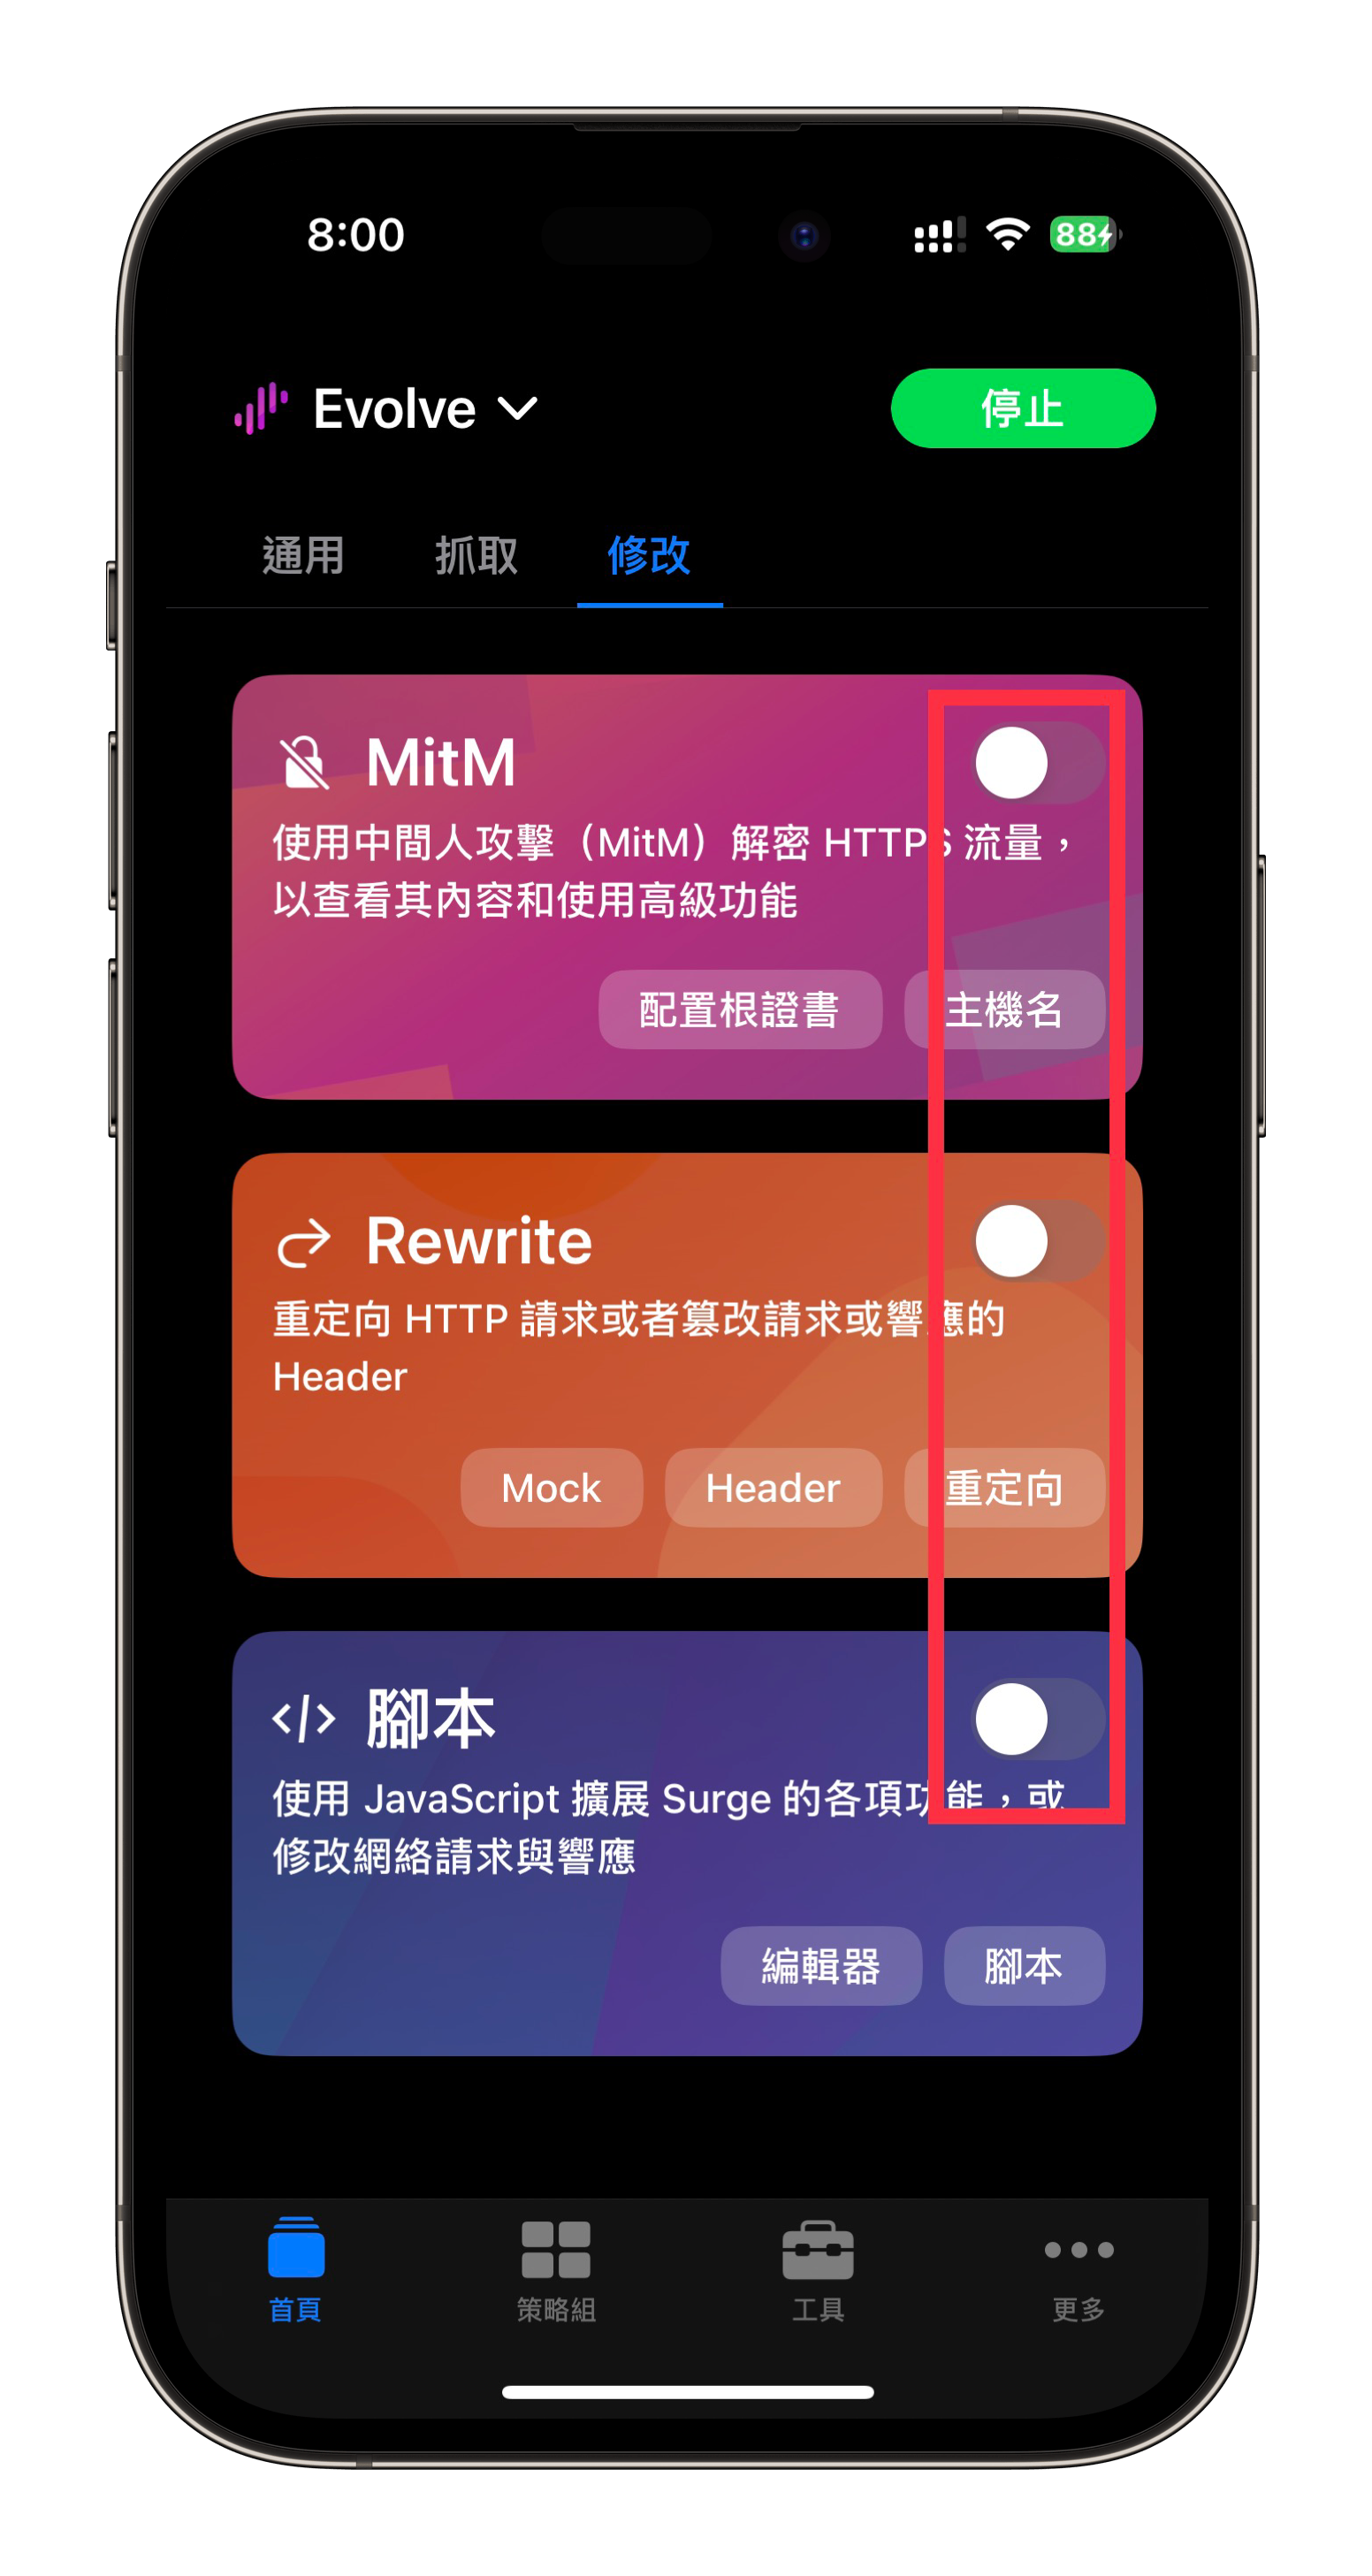 8:00
88
Evolve
停止
通用 抓取 修改
MitM
使用中間人攻擊（MitM）解密 HTTPS 流量，
以查看其內容和使用高級功能
配置根證書 主機名
Rewrite
重定向 HTTP 請求或者篡改請求或響應的
Header
Mock Header 重定向
腳本
使用 JavaScript 擴展 Surge 的各項功能，或
修改網絡請求與響應
編輯器 腳本
首頁 策略組 工具 更多